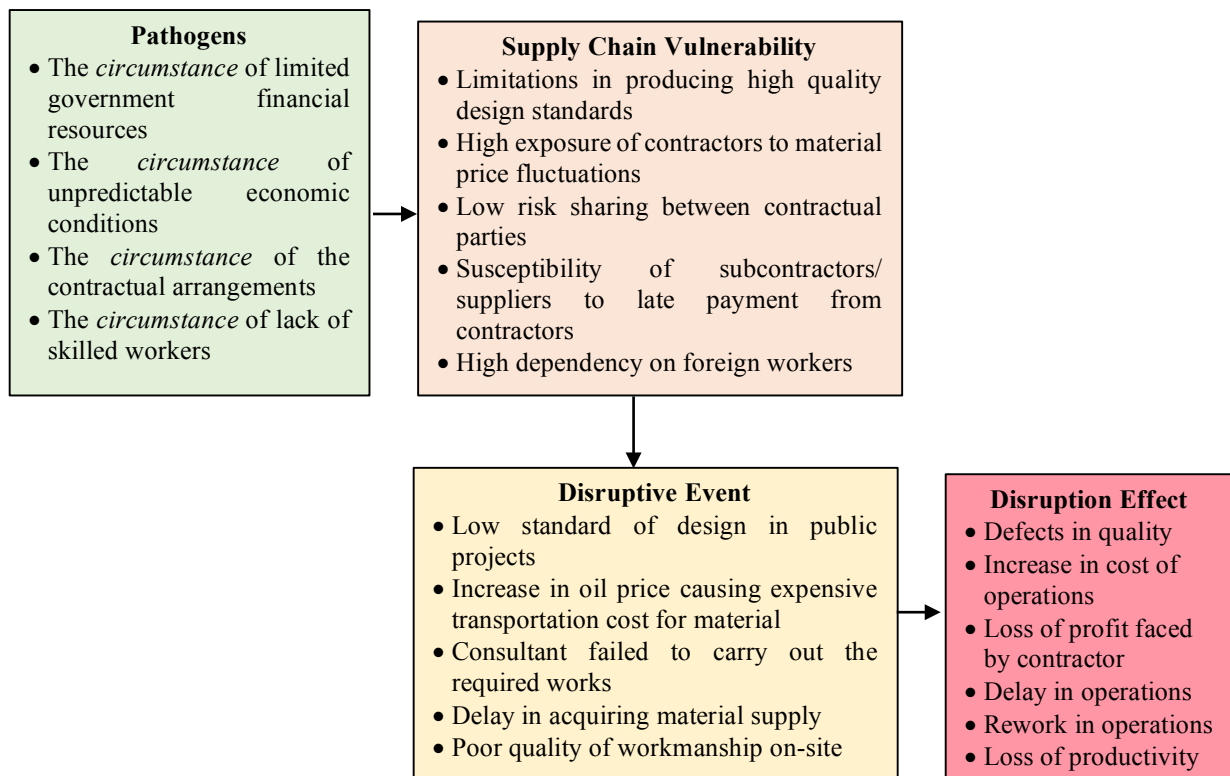 Pathogens
• The circumstance of limited
government financial
resources
• The circumstance of
unpredictable economic
conditions
• The circumstance of the
contractual arrangements
• The circumstance of lack of
skilled workers
Supply Chain Vulnerability
• Limitations in producing high quality
design standards
• High exposure of contractors to material
price fluctuations
• Low risk sharing between contractual
parties
• Susceptibility of subcontractors/
suppliers to late payment from
contractors
• High dependency on foreign workers
Disruptive Event
• Low standard of design in public
projects
• Increase in oil price causing expensive
transportation cost for material
• Consultant failed to carry out the
required works
• Delay in acquiring material supply
• Poor quality of workmanship on-site
Disruption Effect
• Defects in quality
• Increase in cost of
operations
• Loss of profit faced
by contractor
• Delay in operations
• Rework in operations
• Loss of productivity